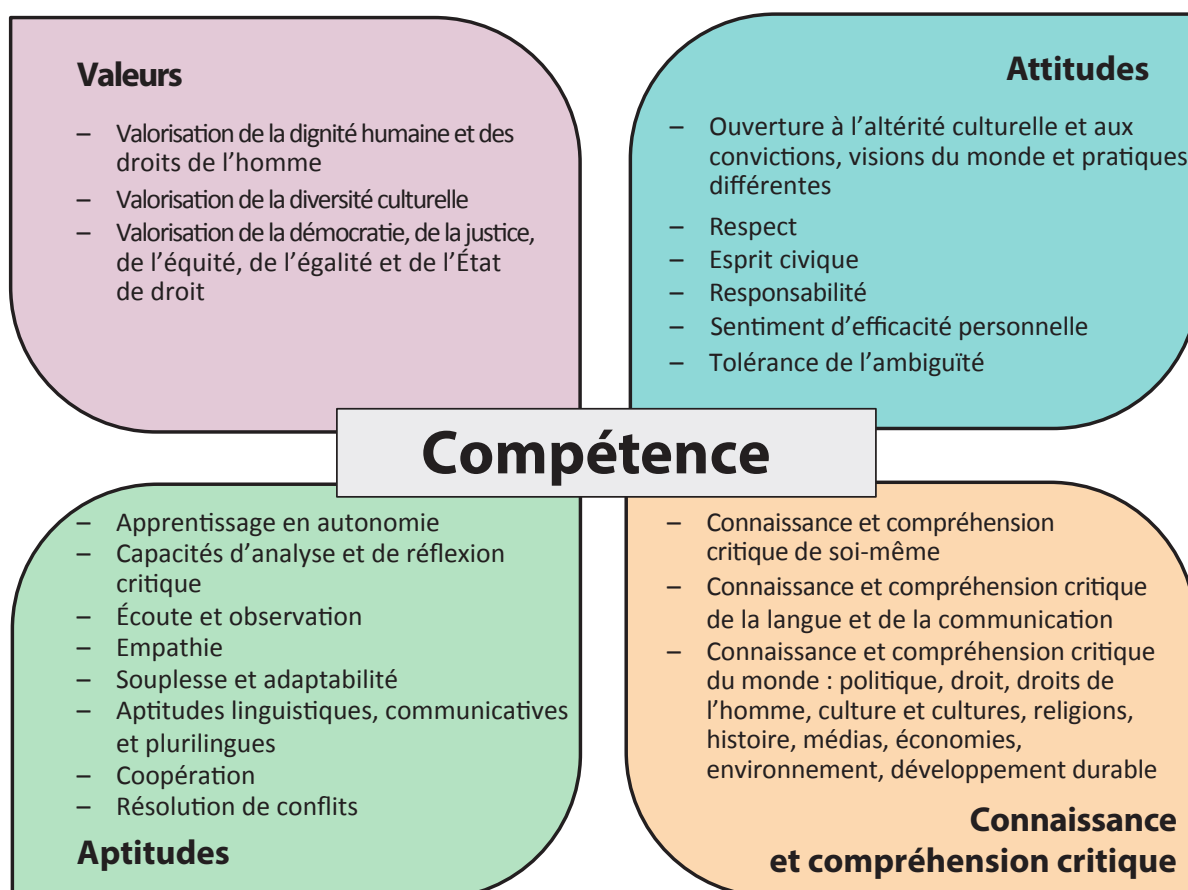 Valeurs
– Valorisation de la dignité humaine et des
droits de l'homme
– Valorisation de la diversité culturelle
– Valorisation de la démocratie, de la justice,
de l'équité, de l'égalité et de l'État
de droit
Attitudes
– Ouverture à l'altérité culturelle et aux
convictions, visions du monde et pratiques
différentes
– Respect
– Esprit civique
– Responsabilité
– Sentiment d'efficacité personnelle
– Tolérance de l'ambiguïté
Compétence
– Apprentissage en autonomie
– Capacités d'analyse et de réflexion
critique
– Écoute et observation
– Empathie
– Souplesse et adaptabilité
– Aptitudes linguistiques, communicatives
et plurilingues
– Coopération
– Résolution de conflits
Aptitudes
– Connaissance et compréhension
critique de soi-même
– Connaissance et compréhension critique
de la langue et de la communication
– Connaissance et compréhension critique
du monde : politique, droit, droits de
l'homme, culture et cultures, religions,
histoire, médias, économies,
environnement, développement durable
Connaissance
et compréhension critique